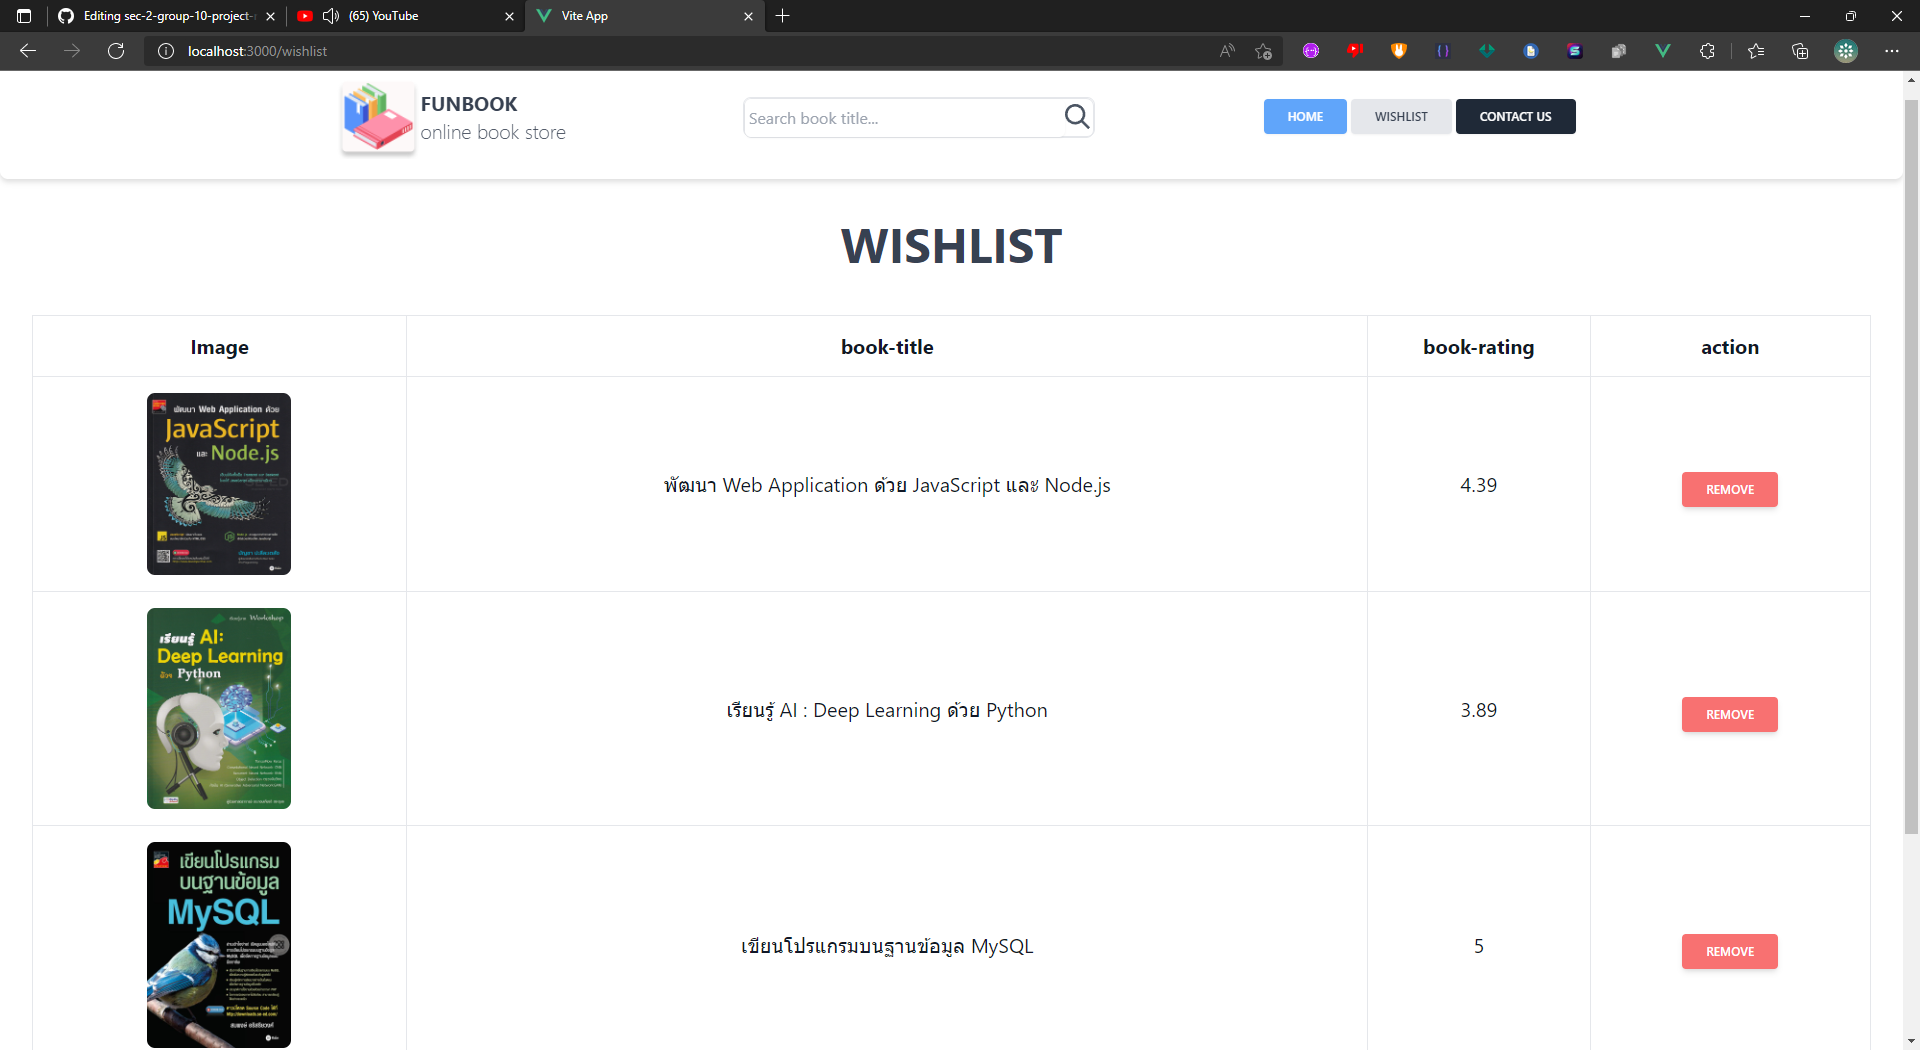 Editing sec-2-group-10-project-
(65) YouTube
Vite App
localhost:3000/wishlist
FUNBOOK
online book store
Search book title...
HOME
WISHLIST
CONTACT US
WISHLIST
Image
book-title
book-rating
action
พัฒนา Web Application ด้วย
JavaScript
และ Node.js
พัฒนา Web Application ด้วย JavaScript และ Node.js
4.39
REMOVE
Workshop
เรียนรู้ AI:
Deep Learning
ด้วย Python
เรียนรู้ AI : Deep Learning ด้วย Python
3.89
REMOVE
เขียนโปรแกรม
บนฐานข้อมูล
MySQL
เขียนโปรแกรมบนฐานข้อมูล MySQL
5
REMOVE